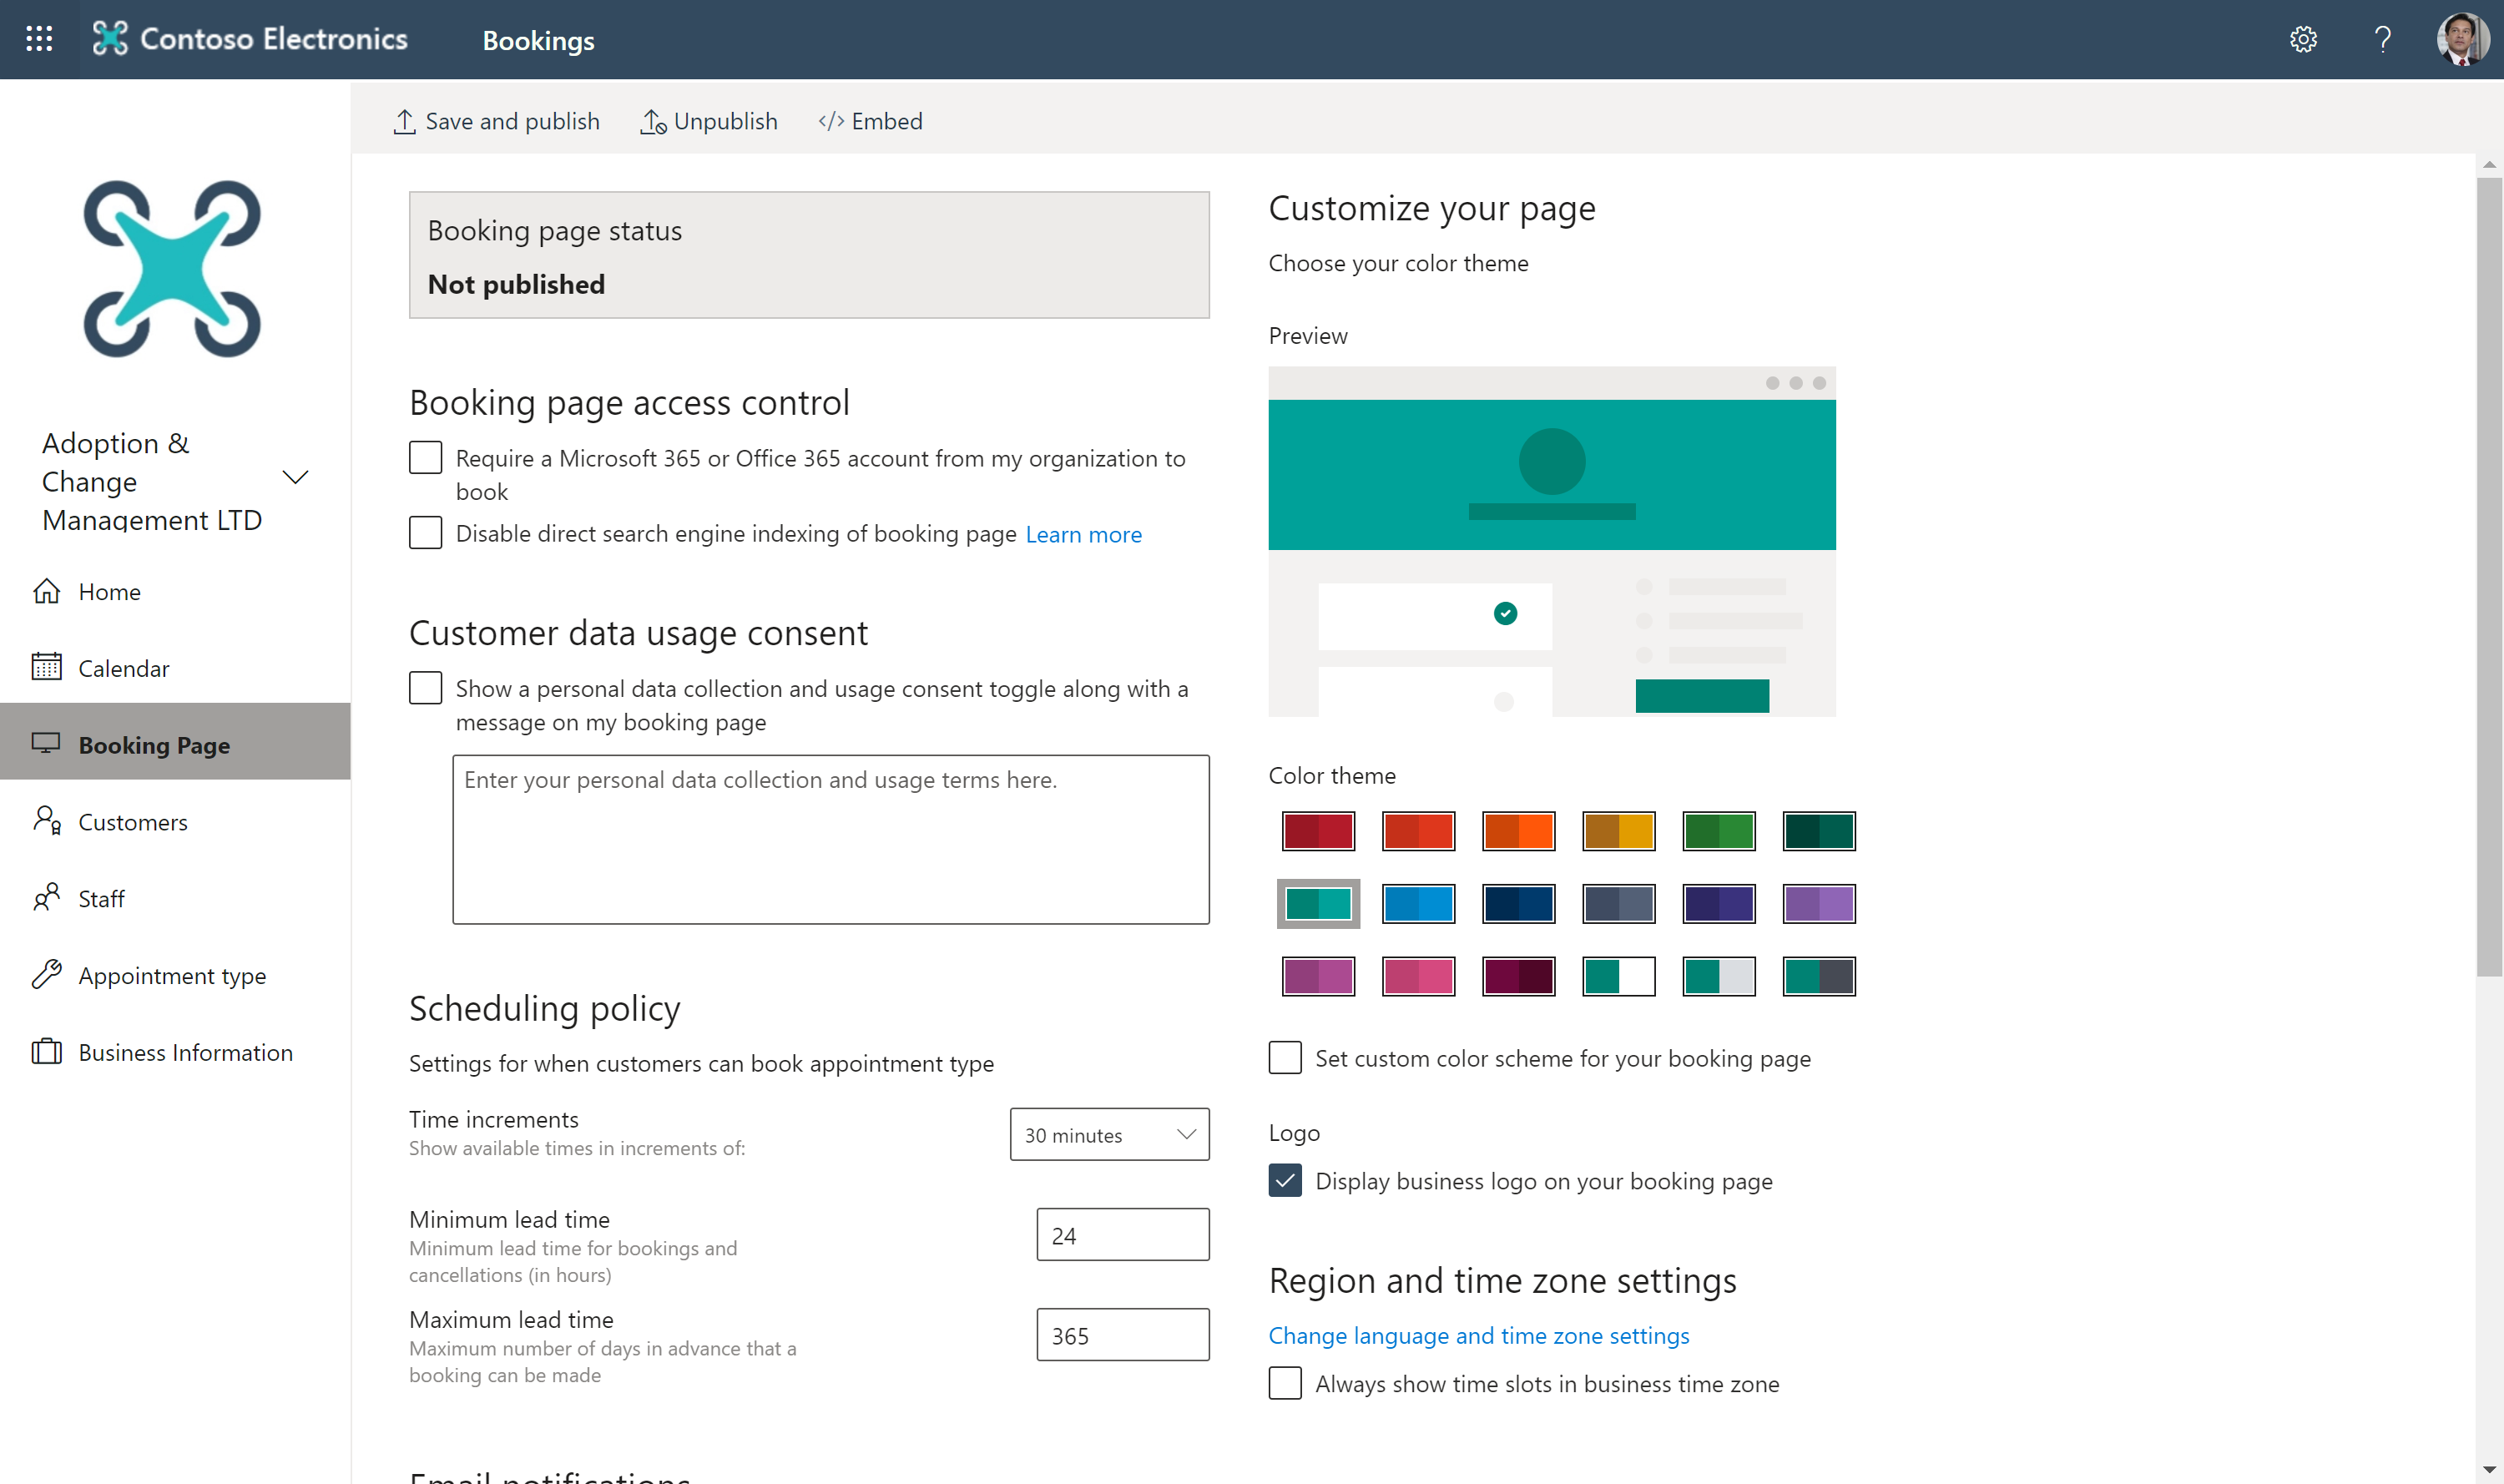 Contoso Electronics
Bookings
Save and publish
Unpublish
</> Embed
Adoption &
Change
Management LTD
Home
Calendar
Booking Page
Customers
Staff
Appointment type
Business Information
Booking page status
Not published
Booking page access control
Require a Microsoft 365 or Office 365 account from my organization to
book
Disable direct search engine indexing of booking page Learn more
Customer data usage consent
Show a personal data collection and usage consent toggle along with a
message on my booking page
Enter your personal data collection and usage terms here.
Scheduling policy
Settings for when customers can book appointment type
Time increments
Show available times in increments of:
30 minutes
Minimum lead time
Minimum lead time for bookings and
cancellations (in hours)
24
Maximum lead time
Maximum number of days in advance that a
booking can be made
365
Email notifications
Customize your page
Choose your color theme
Preview
Color theme
Set custom color scheme for your booking page
Logo
Display business logo on your booking page
Region and time zone settings
Change language and time zone settings
Always show time slots in business time zone